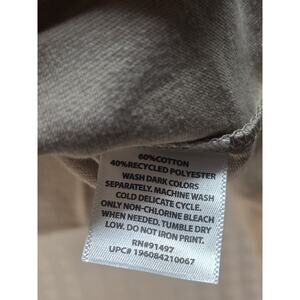 60%COTTON
40%RECYCLED POLYESTER
WASH DARK COLORS
SEPARATELY. MACHINE WASH
COLD DELICATE CYCLE.
ONLY NON-CHLORINE BLEACH
WHEN NEEDED. TUMBLE DRY
LOW. DO NOT IRON PRINT.
RN#91497
UPC# 196084210067